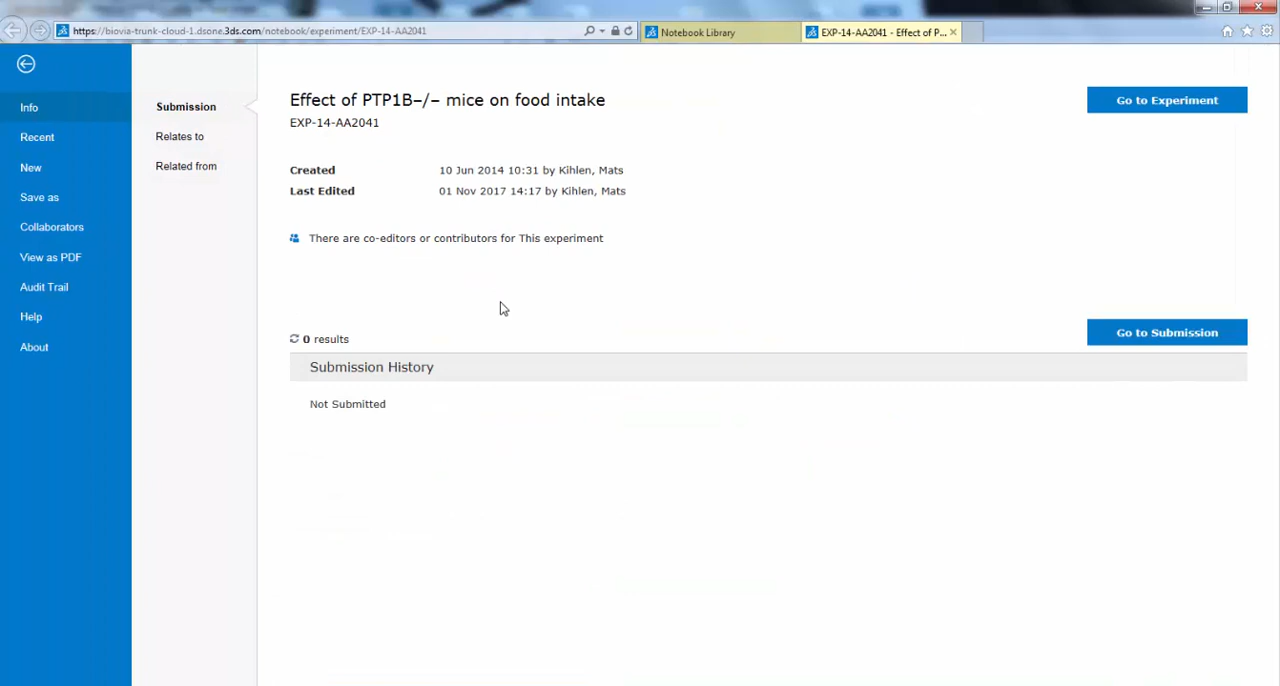 https://biovia-trunk-cloud-1.dsone.3ds.com/notebook/experiment/EXP-14-AA2041
Notebook Library
EXP-14-AA2041 - Effect of P...
Info
Recent
New
Save as
Collaborators
View as PDF
Audit Trail
Help
About
Submission
Relates to
Related from
Effect of PTP1B–/– mice on food intake
EXP-14-AA2041
Go to Experiment
Created 10 Jun 2014 10:31 by Kihlen, Mats
Last Edited 01 Nov 2017 14:17 by Kihlen, Mats
There are co-editors or contributors for This experiment
0 results
Go to Submission
Submission History
Not Submitted